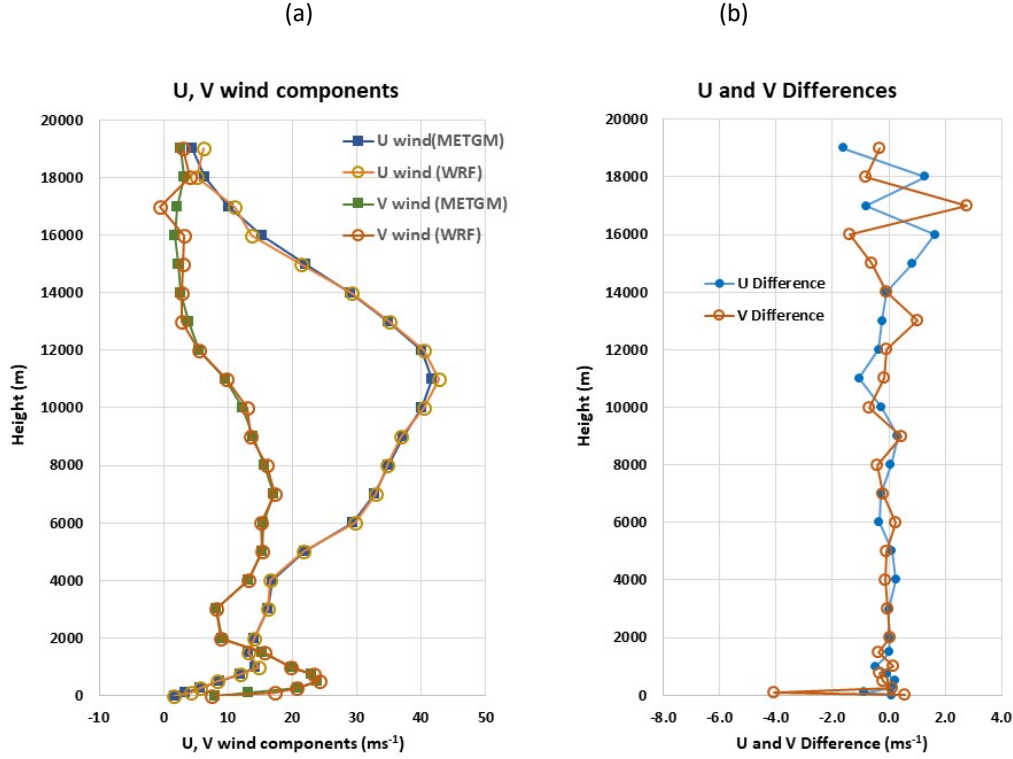 (a)
(b)
U, V wind components
U and V Differences
20000
18000
16000
14000
12000
10000
8000
6000
4000
2000
0
Height (m)
-10 0 10 20 30 40 50
U, V wind components (ms⁻¹)
U wind(METGM)
U wind (WRF)
V wind (METGM)
V wind (WRF)
20000
18000
16000
14000
12000
10000
8000
6000
4000
2000
0
Height (m)
-8.0 -6.0 -4.0 -2.0 0.0 2.0 4.0
U and V Difference (ms⁻¹)
U Difference
V Difference